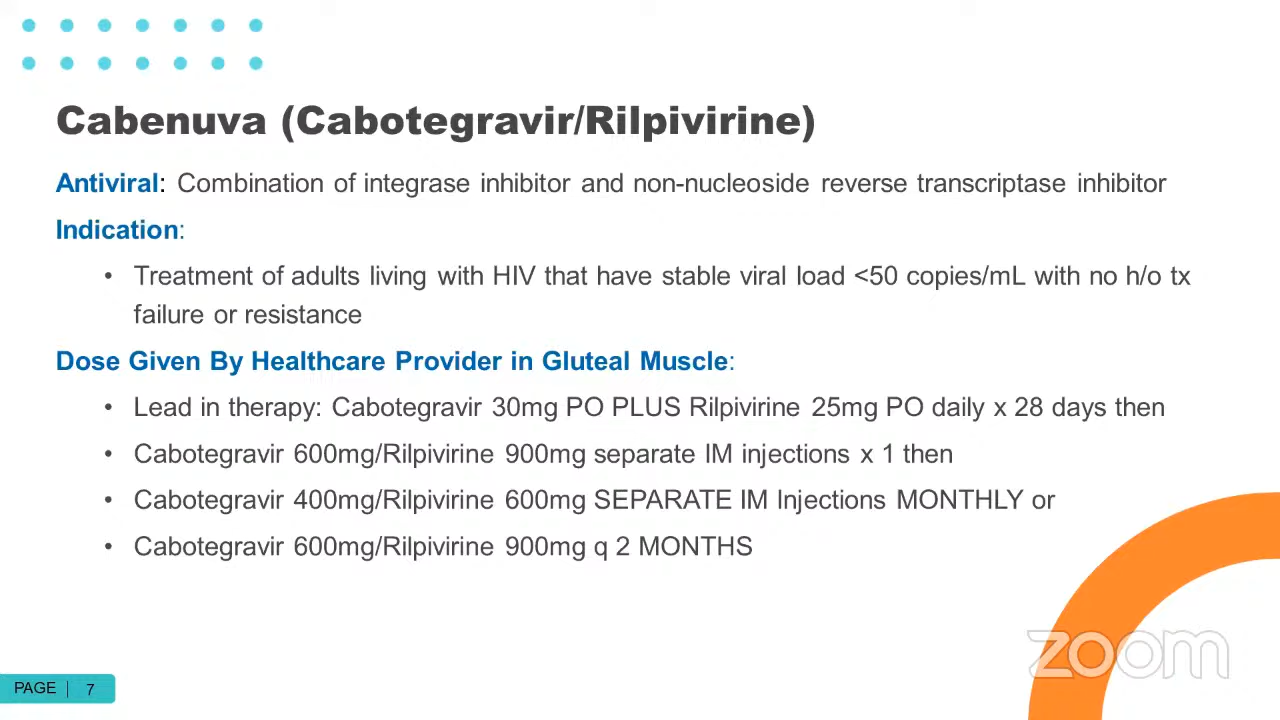 Cabenuva (Cabotegravir/Rilpivirine)
Antiviral: Combination of integrase inhibitor and non-nucleoside reverse transcriptase inhibitor
Indication:
• Treatment of adults living with HIV that have stable viral load <50 copies/mL with no h/o tx
failure or resistance
Dose Given By Healthcare Provider in Gluteal Muscle:
• Lead in therapy: Cabotegravir 30mg PO PLUS Rilpivirine 25mg PO daily x 28 days then
• Cabotegravir 600mg/Rilpivirine 900mg separate IM injections x 1 then
• Cabotegravir 400mg/Rilpivirine 600mg SEPARATE IM Injections MONTHLY or
• Cabotegravir 600mg/Rilpivirine 900mg q 2 MONTHS
zoom
PAGE | 7